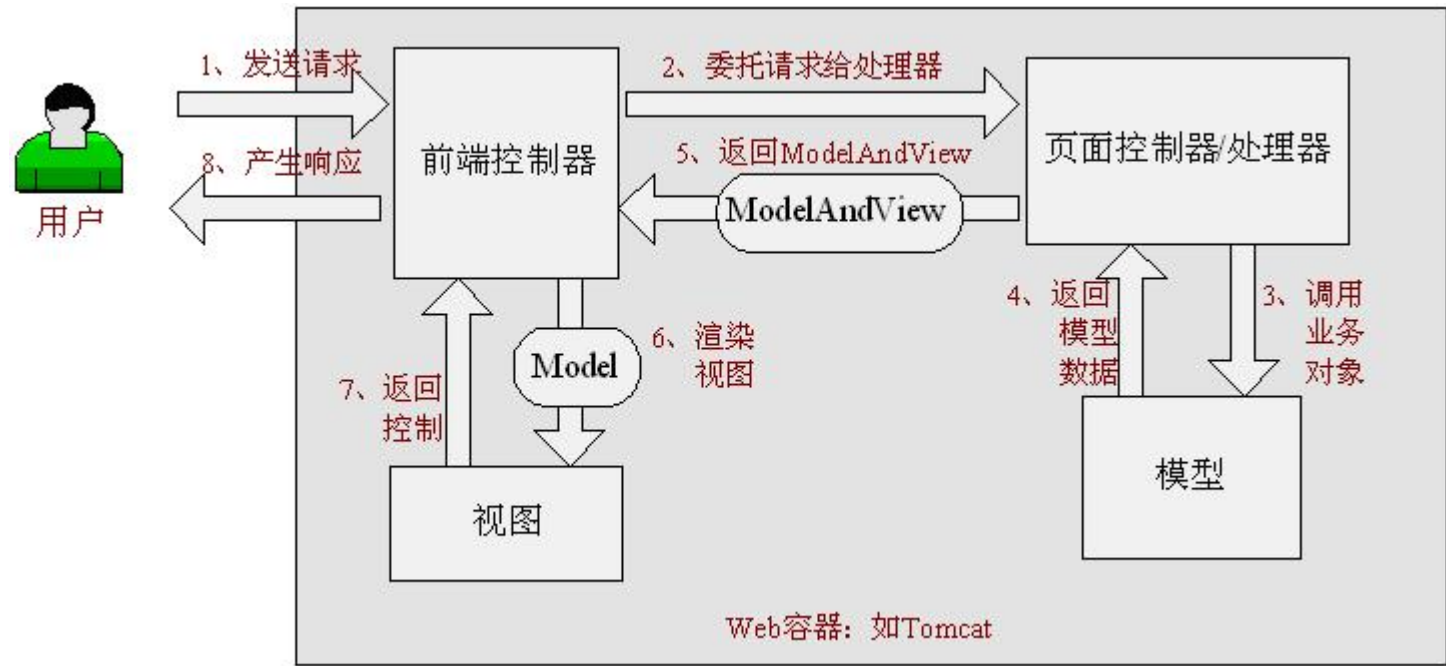 1、发送请求
2、委托请求给处理器
8、产生响应
前端控制器
5、返回ModelAndView
ModelAndView
页面控制器/处理器
用户
4、返回
模型
数据
3、调用
业务
对象
6、渲染
视图
Model
7、返回
控制
视图
模型
Web容器：如Tomcat